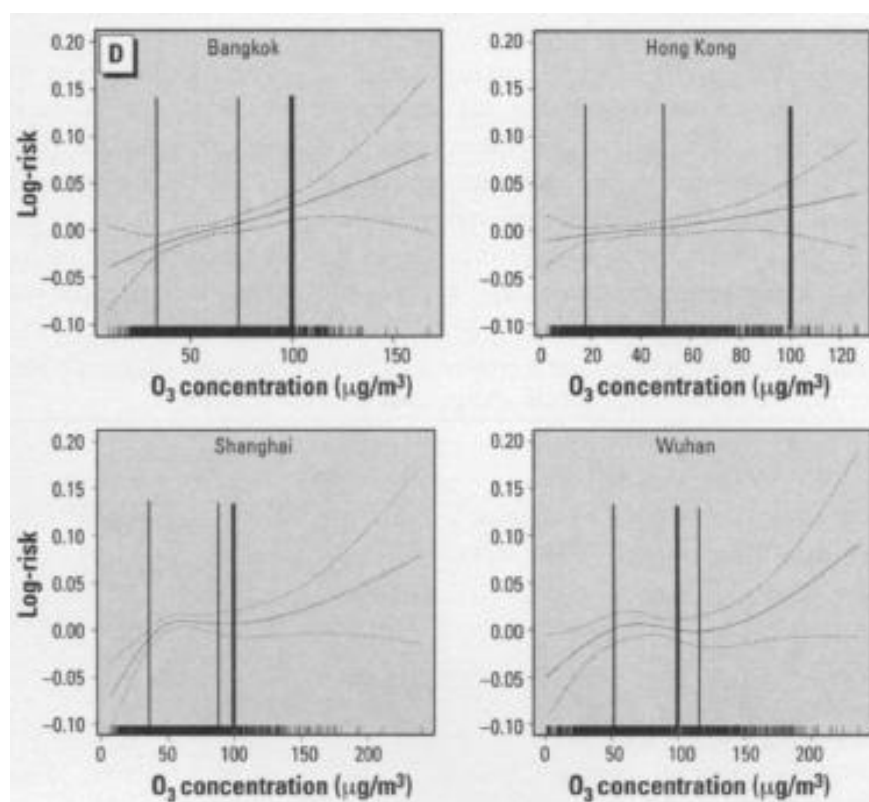 D
Bangkok
0.20
0.15
0.10
0.05
0.00
−0.05
−0.10
Log-risk
50 100 150
O₃ concentration (μg/m³)
Hong Kong
0.20
0.15
0.10
0.05
0.00
−0.05
−0.10
0 20 40 60 80 100 120
O₃ concentration (μg/m³)
Shanghai
0.20
0.15
0.10
0.05
0.00
−0.05
−0.10
Log-risk
0 50 100 150 200
O₃ concentration (μg/m³)
Wuhan
0.20
0.15
0.10
0.05
0.00
−0.05
−0.10
0 50 100 150 200
O₃ concentration (μg/m³)